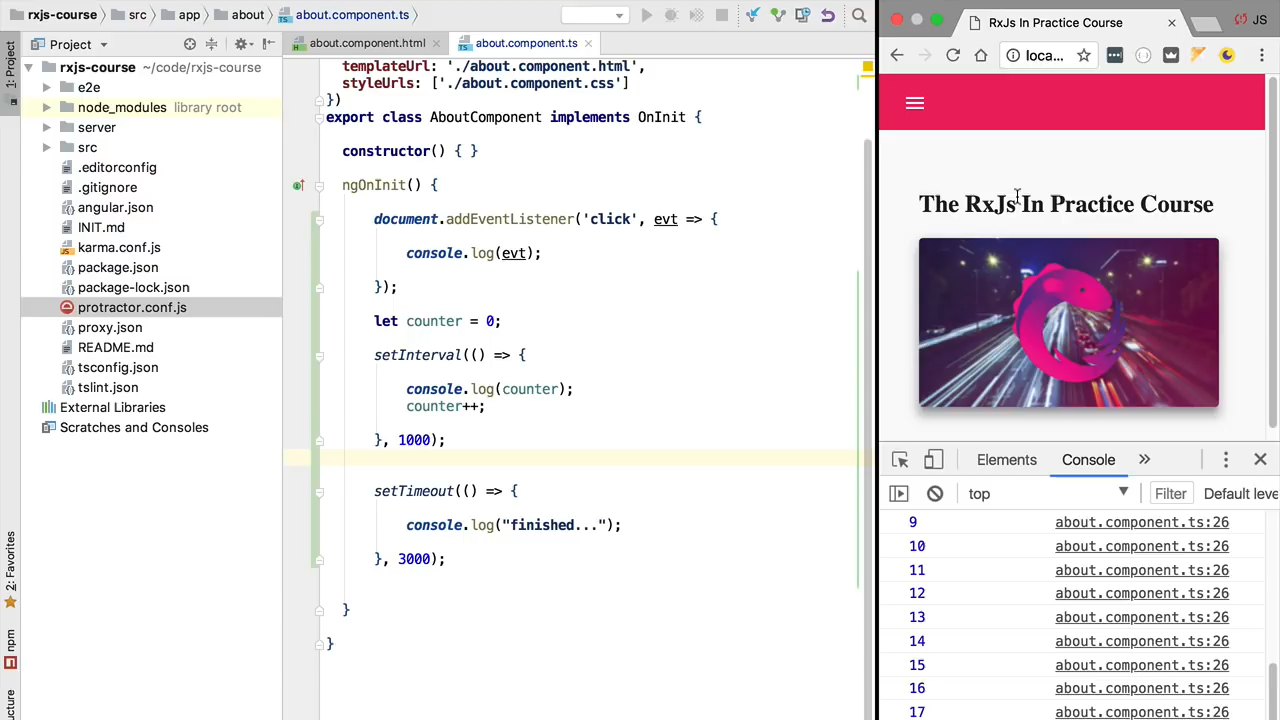 rxjs-course
src
app
about
about.component.ts
RxJs In Practice Course
JS
1: Project
Project
about.component.html
about.component.ts
loca...
rxjs-course ~/code/rxjs-course
e2e
node_modules library root
server
src
.editorconfig
.gitignore
angular.json
INIT.md
karma.conf.js
package.json
package-lock.json
protractor.conf.js
proxy.json
README.md
tsconfig.json
tslint.json
External Libraries
Scratches and Consoles
2: Favorites
npm
ucture
templateUrl: './about.component.html',
styleUrls: ['./about.component.css']
})
export class AboutComponent implements OnInit {
constructor() { }
ngOnInit() {
document.addEventListener('click', evt => {
console.log(evt);
});
let counter = 0;
setInterval(() => {
console.log(counter);
counter++;
}, 1000);
setTimeout(() => {
console.log("finished...");
}, 3000);
}
}
The RxJs In Practice Course
Elements
Console
top
Filter
Default leve
9 about.component.ts:26
10 about.component.ts:26
11 about.component.ts:26
12 about.component.ts:26
13 about.component.ts:26
14 about.component.ts:26
15 about.component.ts:26
16 about.component.ts:26
17 about.component.ts:26